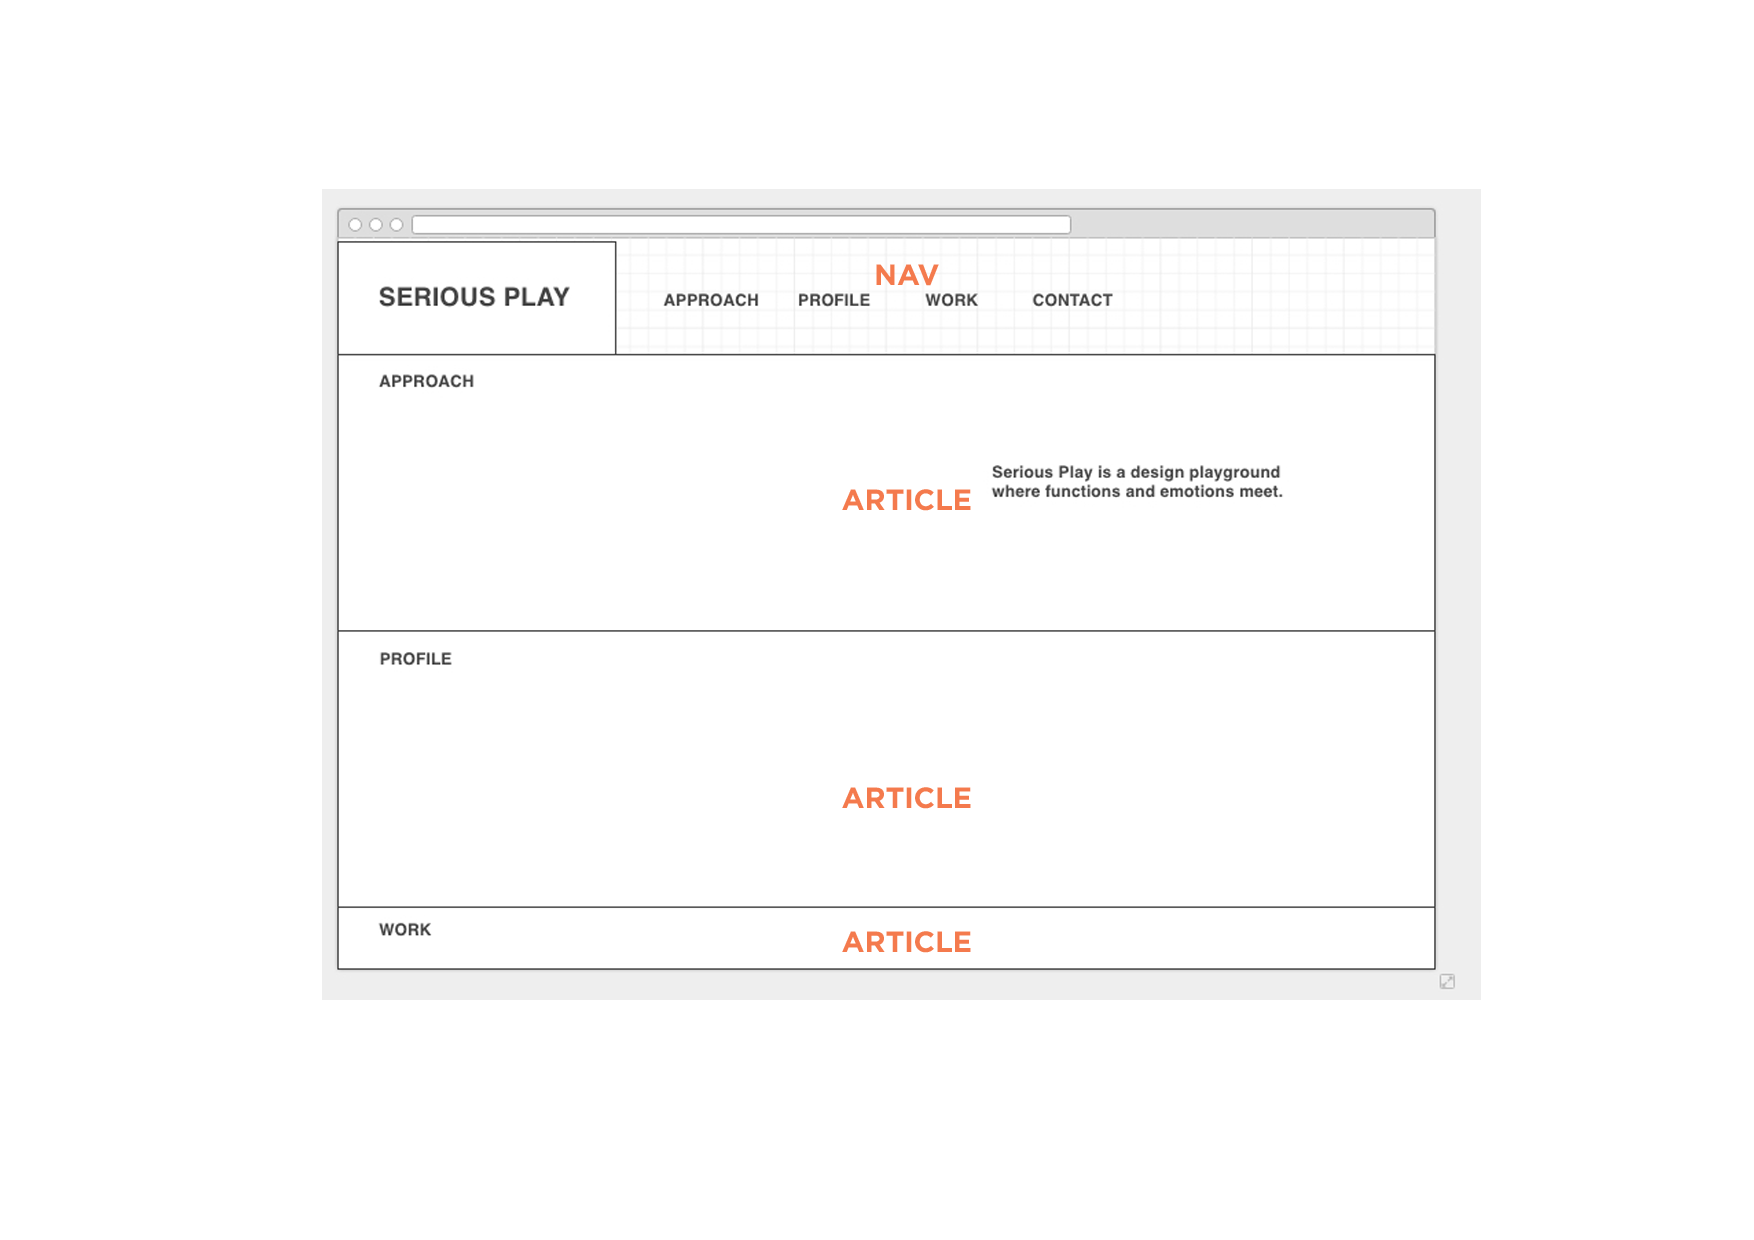 NAV
SERIOUS PLAY
APPROACH PROFILE WORK CONTACT
APPROACH
Serious Play is a design playground
where functions and emotions meet.
ARTICLE
PROFILE
ARTICLE
WORK
ARTICLE